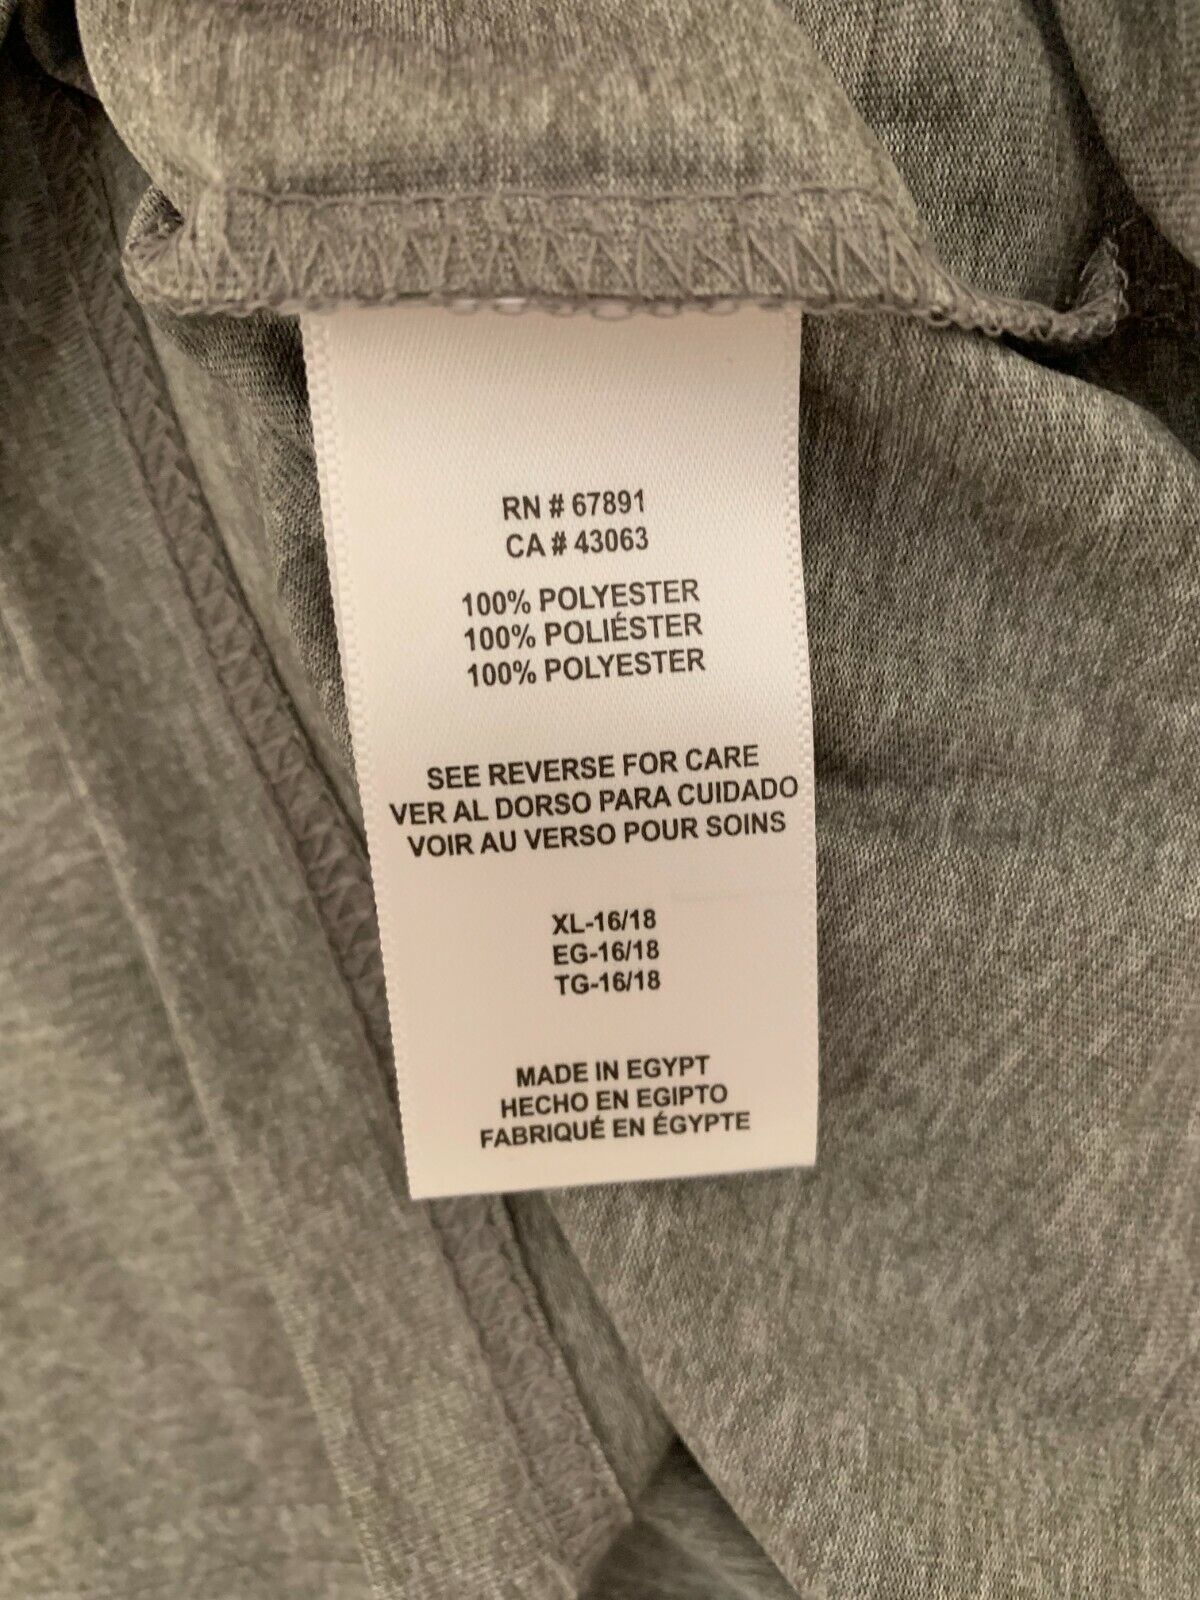 RN # 67891
CA # 43063
100% POLYESTER
100% POLIÉSTER
100% POLYESTER
SEE REVERSE FOR CARE
VER AL DORSO PARA CUIDADO
VOIR AU VERSO POUR SOINS
XL-16/18
EG-16/18
TG-16/18
MADE IN EGYPT
HECHO EN EGIPTO
FABRIQUÉ EN ÉGYPTE